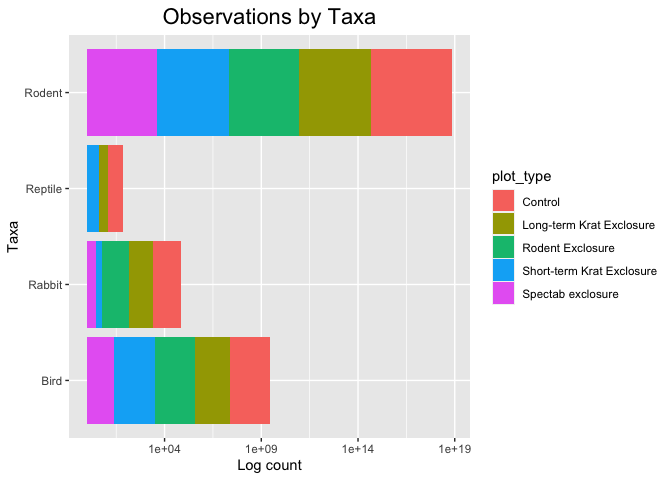 Observations by Taxa
Taxa
Rodent
Reptile
Rabbit
Bird
1e+04
1e+09
1e+14
1e+19
Log count
plot_type
Control
Long-term Krat Exclosure
Rodent Exclosure
Short-term Krat Exclosure
Spectab exclosure